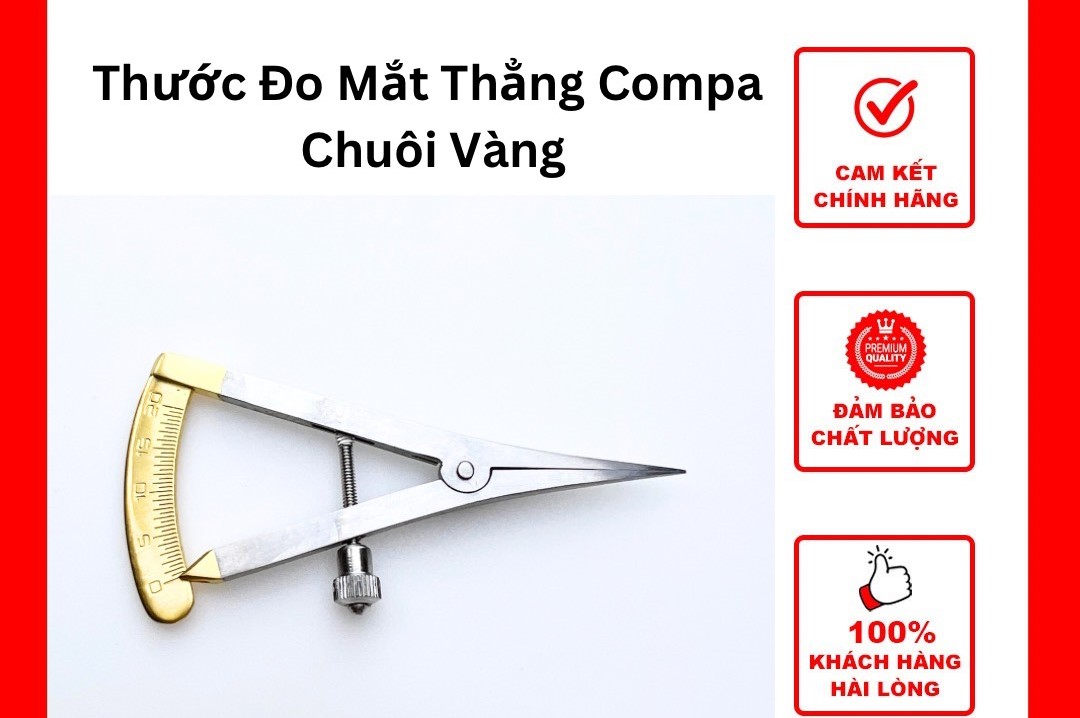 Thước Đo Mắt Thẳng Compa
Chuôi Vàng
CAM KẾT
CHÍNH HÃNG
PREMIUM
QUALITY
ĐẢM BẢO
CHẤT LƯỢNG
100%
KHÁCH HÀNG
HÀI LÒNG
20
15
10
5
0